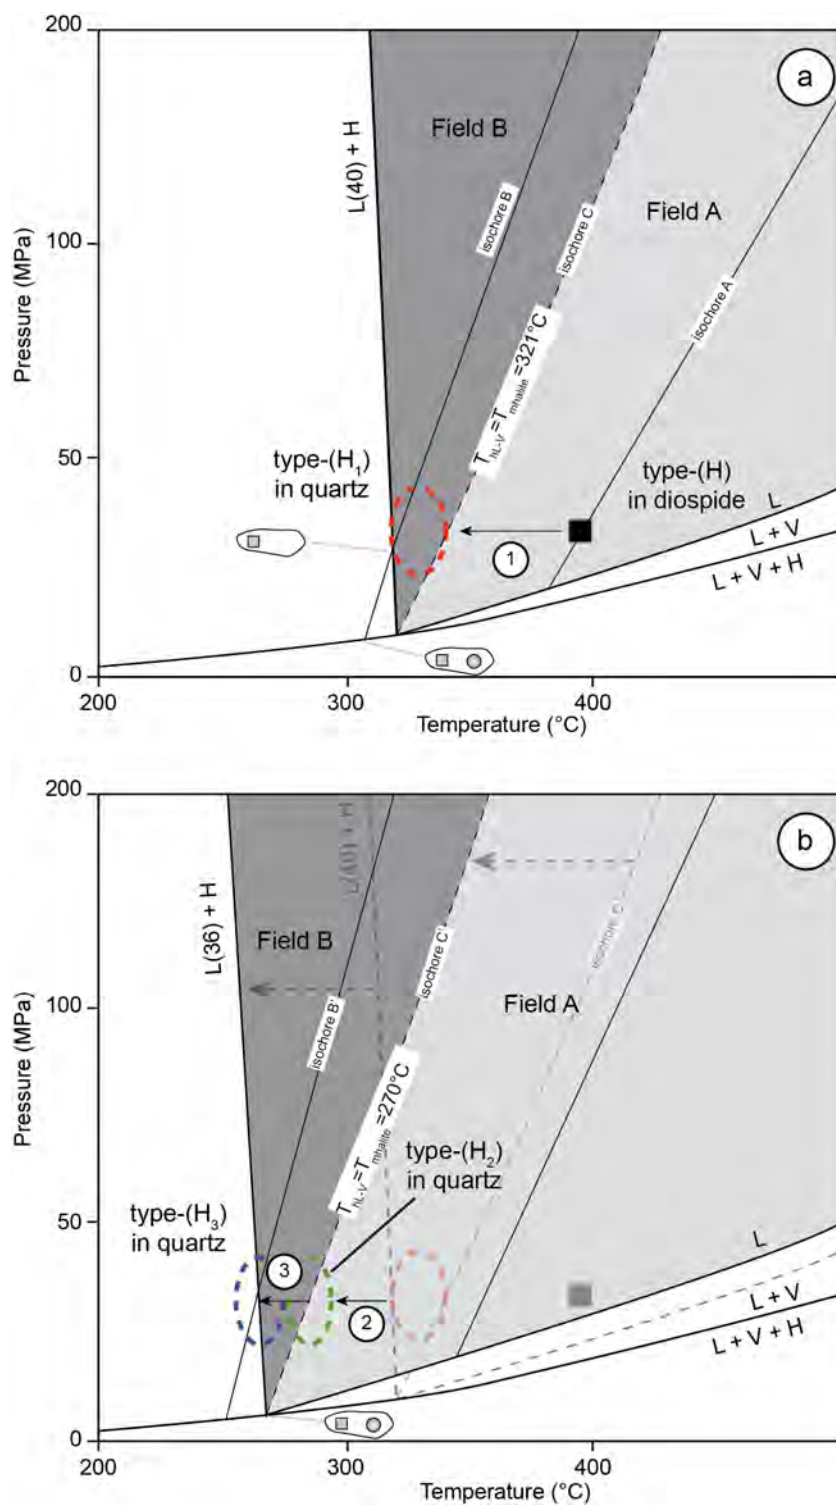 200
a
L(40) + H
Field B
isochore B
isochore C
Field A
isochore A
100
Pressure (MPa)
T_hL-V = T_mhalite = 321°C
type-(H₁)
in quartz
50
type-(H)
in diospide
L
L + V
L + V + H
1
0
200
300
400
Temperature (°C)
200
b
L(40) + H
L(36) + H
Field B
isochore B'
isochore C'
isochore C
Field A
100
Pressure (MPa)
T_hL-V = T_mhalite = 270°C
type-(H₂)
in quartz
type-(H₃)
in quartz
50
3
2
L
L + V
L + V + H
0
200
300
400
Temperature (°C)